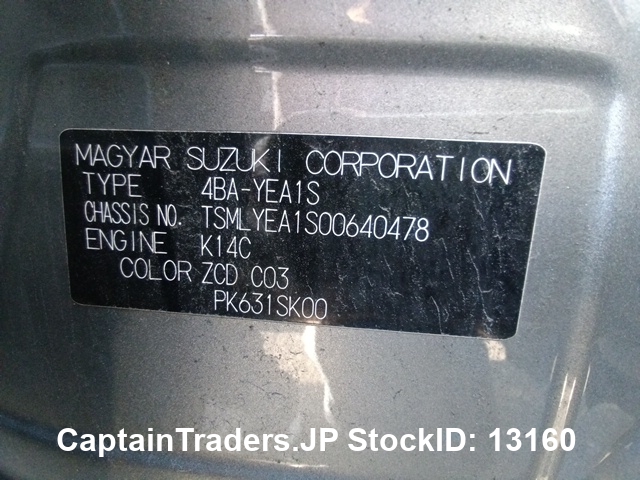 MAGYAR SUZUKI CORPORATION
TYPE 4BA-YEA1S
CHASSIS NO. TSMLYEA1S00640478
ENGINE K14C
COLOR ZCD C03
PK631SK00
CaptainTraders.JP StockID: 13160